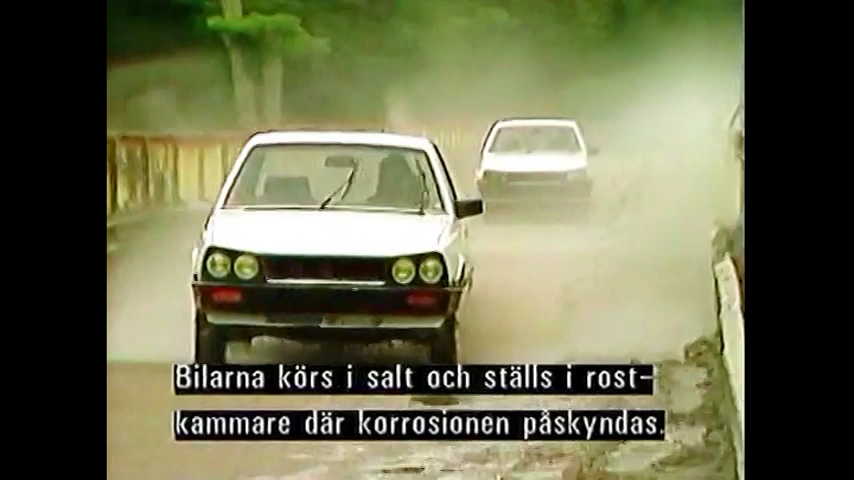 Bilarna körs i salt och ställs i rost-
kammare där korrosionen påskyndas.